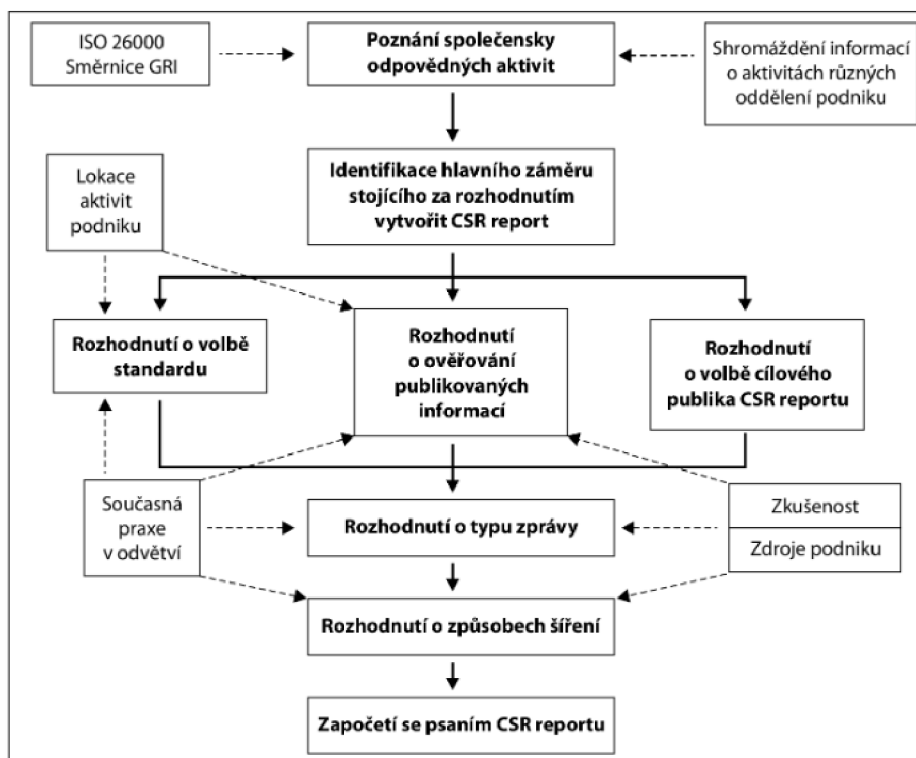 ISO 26000
Směrnice GRI
Poznání společensky
odpovědných aktivit
Shromáždění informací
o aktivitách různých
oddělení podniku
Lokace
aktivit
podniku
Identifikace hlavního záměru
stojícího za rozhodnutím
vytvořit CSR report
Rozhodnutí o volbě
standardu
Rozhodnutí
o ověřování
publikovaných
informací
Rozhodnutí
o volbě cílového
publika CSR reportu
Současná
praxe
v odvětví
Rozhodnutí o typu zprávy
Zkušenost
Zdroje podniku
Rozhodnutí o způsobech šíření
Započetí se psaním CSR reportu